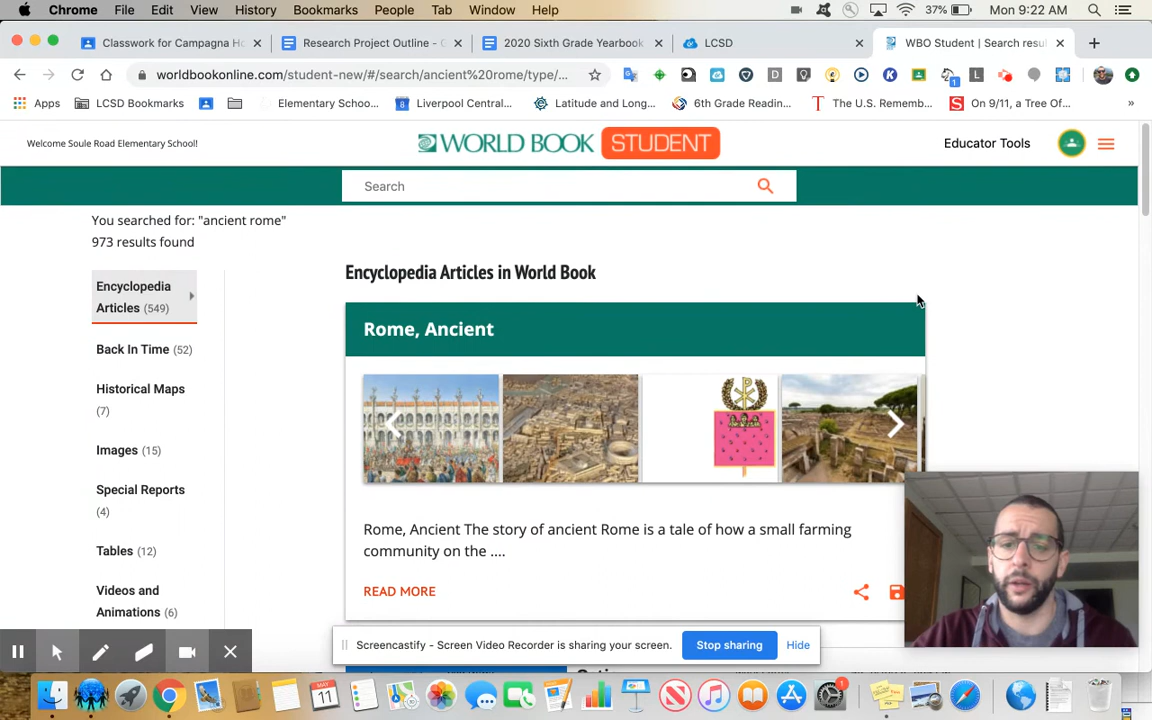 Chrome File Edit View History Bookmarks People Tab Window Help 37% Mon 9:22 AM
Classwork for Campagna Ho Research Project Outline - G 2020 Sixth Grade Yearbook LCSD WBO Student | Search resu
worldbookonline.com/student-new/#/search/ancient%20rome/type/...
Apps LCSD Bookmarks Elementary Schoo... Liverpool Central... Latitude and Long... 6th Grade Readin... The U.S. Rememb... On 9/11, a Tree Of...
Welcome Soule Road Elementary School! WORLD BOOK STUDENT Educator Tools
Search
You searched for: "ancient rome"
973 results found
Encyclopedia Articles in World Book
Encyclopedia
Articles (549)
Rome, Ancient
Back In Time (52)
Historical Maps
(7)
Images (15)
Special Reports
(4)
Rome, Ancient The story of ancient Rome is a tale of how a small farming
community on the ....
Tables (12)
READ MORE
Videos and
Animations (6)
Screencastify - Screen Video Recorder is sharing your screen. Stop sharing Hide
MAY
11
1